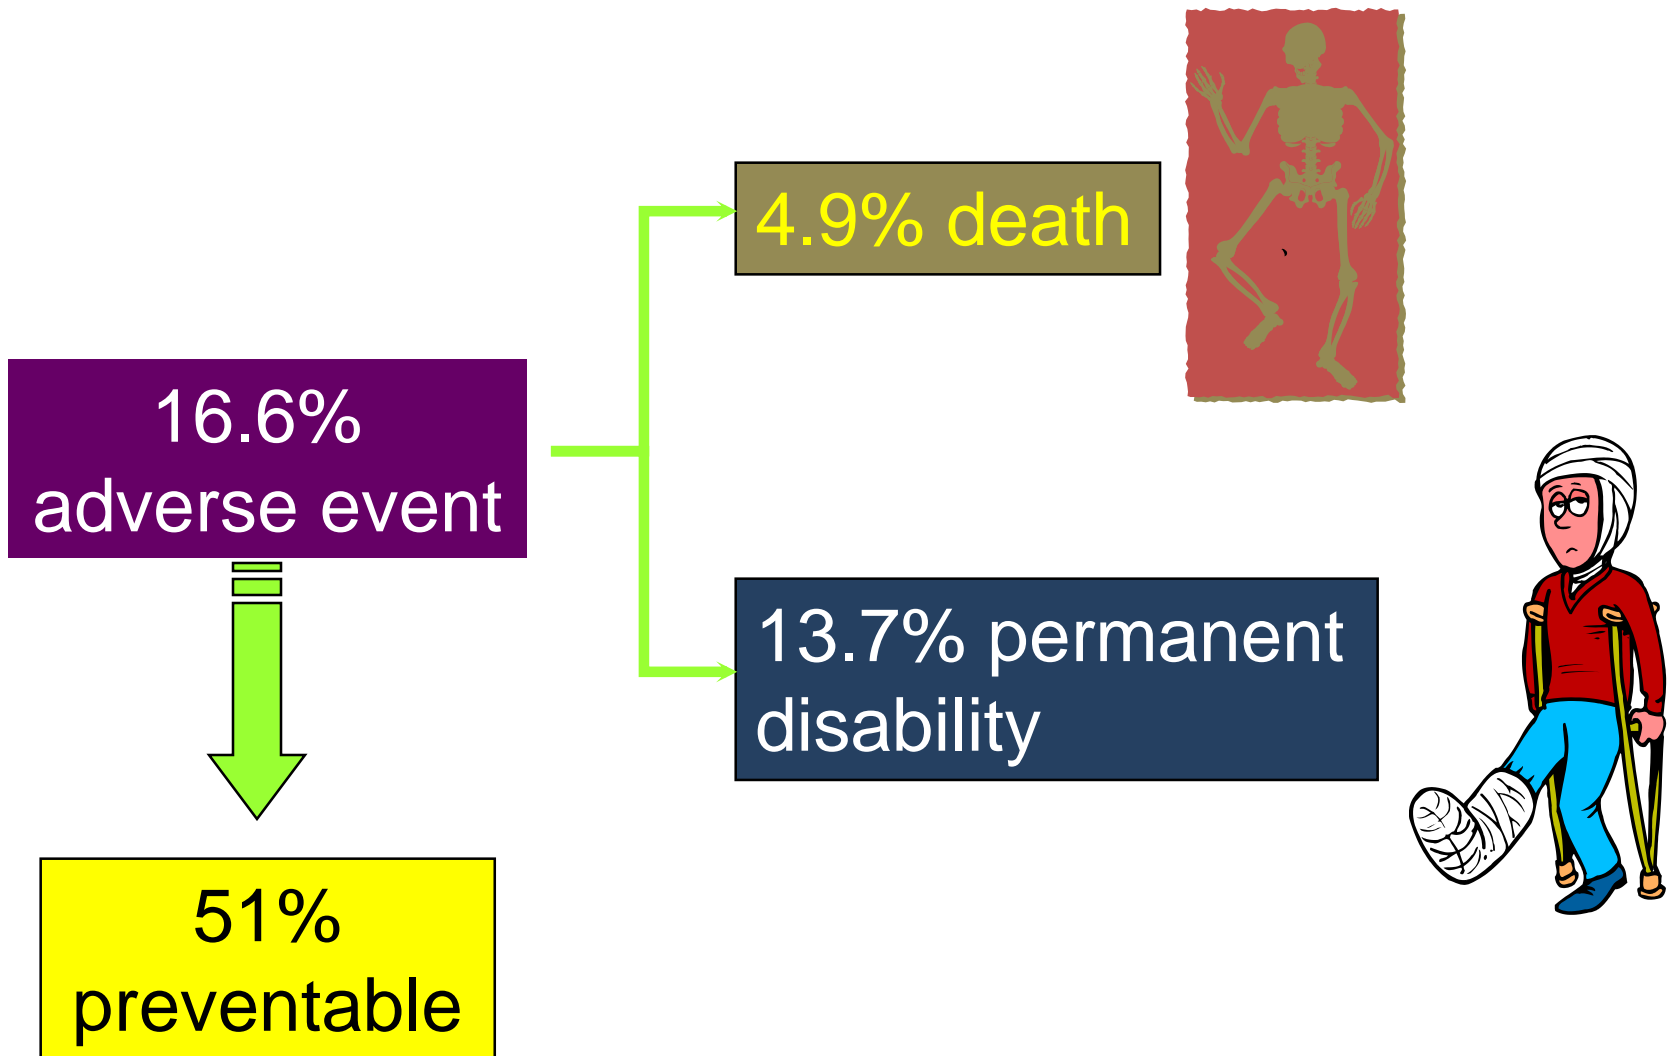 4.9% death
16.6%
adverse event
13.7% permanent
disability
51%
preventable